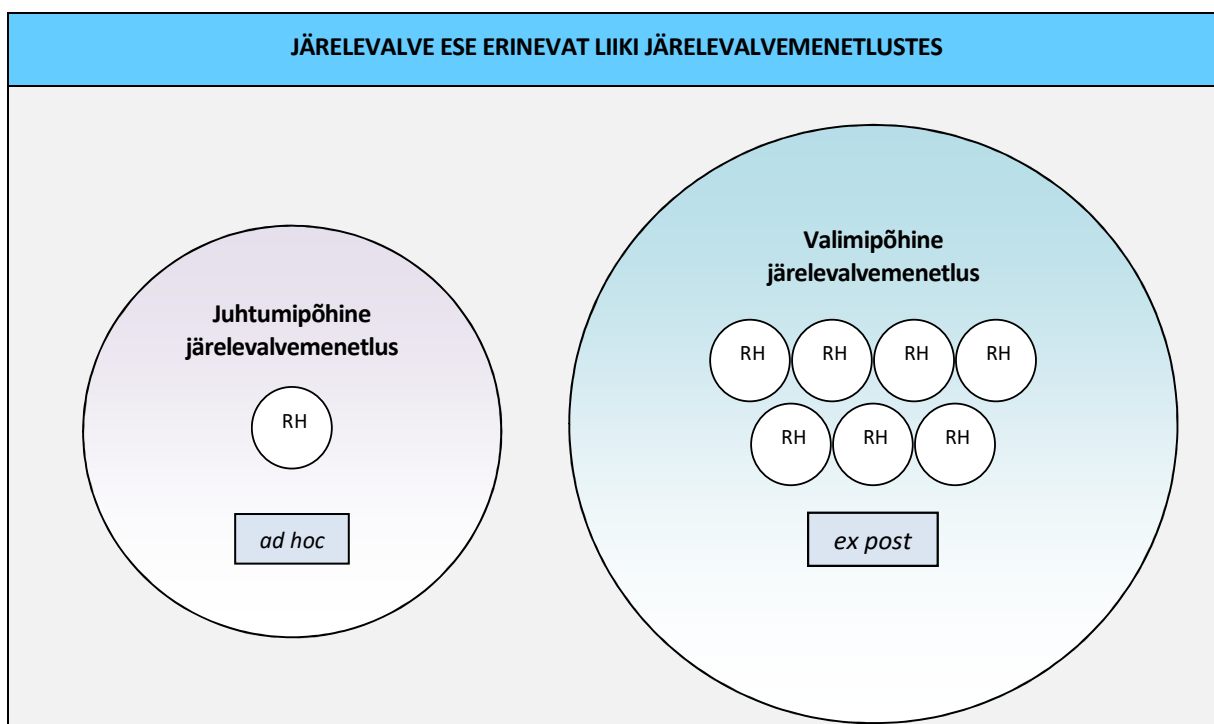 JÄRELEVALVE ESE ERINEVAT LIIKI JÄRELEVALVEMENETLUSTES
Juhtumipõhine
järelevalvemenetlus
RH
ad hoc
Valimipõhine
järelevalvemenetlus
RH RH RH RH
RH RH RH
ex post